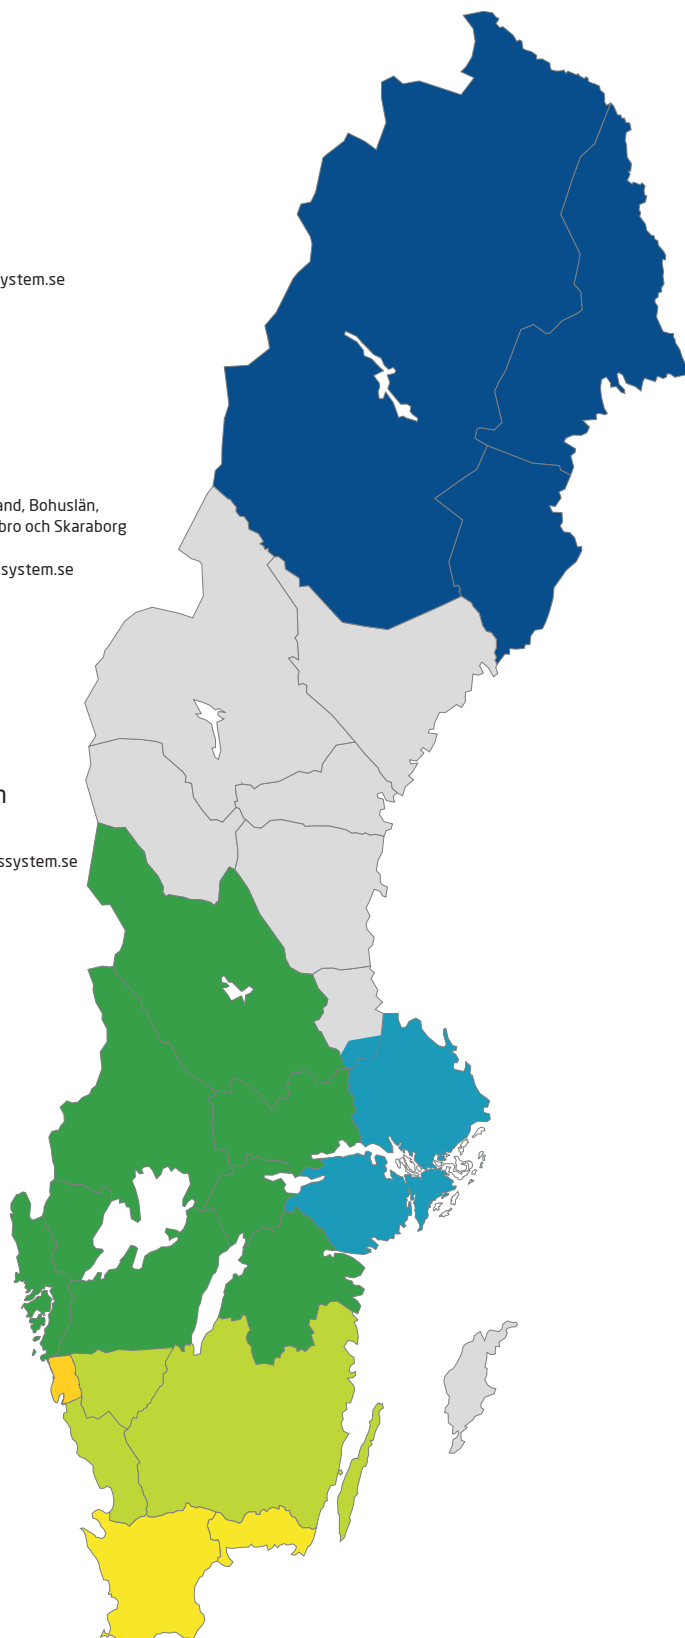 ystem.se
and, Bohuslän,
bro och Skaraborg
system.se
n
ssystem.se